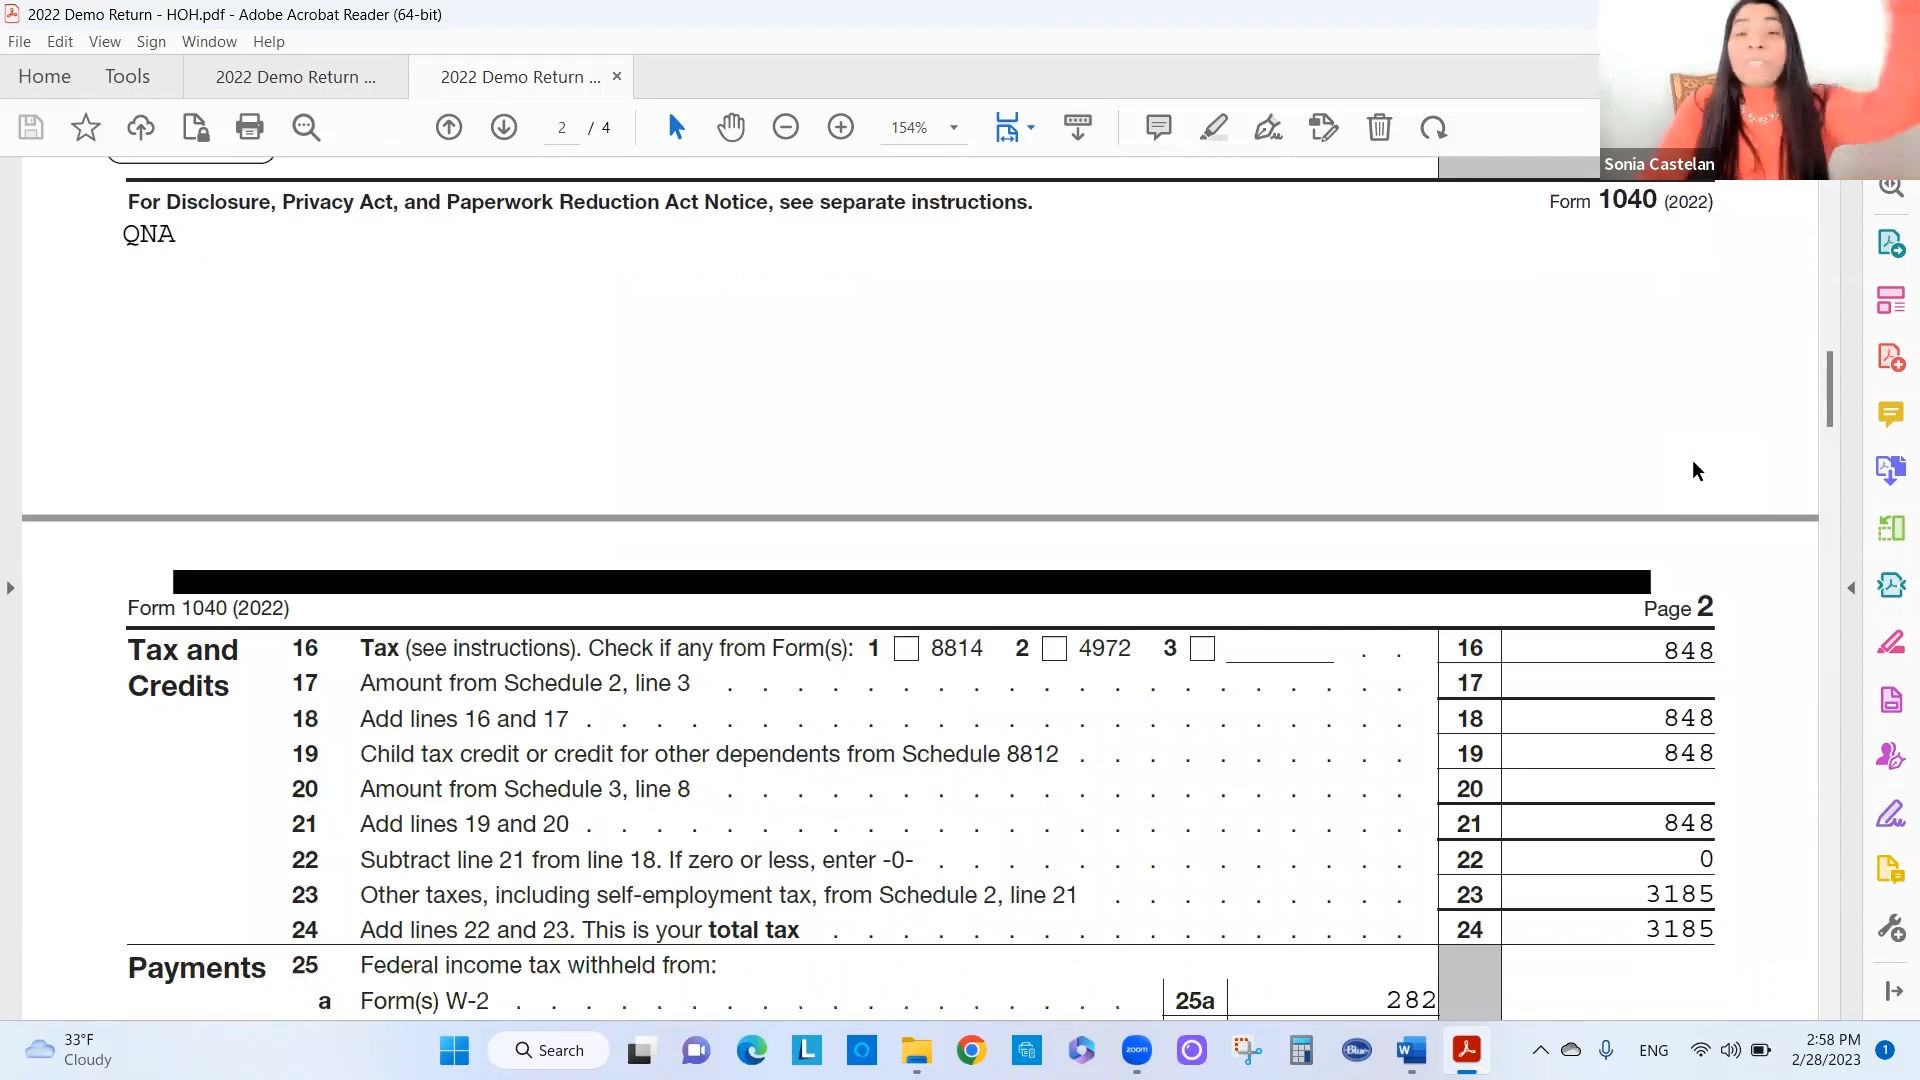 2022 Demo Return - HOH.pdf - Adobe Acrobat Reader (64-bit)
File Edit View Sign Window Help
Home Tools 2022 Demo Return ... 2022 Demo Return ... ×
2 / 4 154%
Sonia Castelan
For Disclosure, Privacy Act, and Paperwork Reduction Act Notice, see separate instructions. Form 1040 (2022)
QNA
Form 1040 (2022) Page 2
Tax and Credits
16 Tax (see instructions). Check if any from Form(s): 1 8814 2 4972 3 . . 16 848
17 Amount from Schedule 2, line 3 . . . . . . . . . . . . . . . . . . . . 17
18 Add lines 16 and 17 . . . . . . . . . . . . . . . . . . . . . . . . 18 848
19 Child tax credit or credit for other dependents from Schedule 8812 . . . . . . . . . . 19 848
20 Amount from Schedule 3, line 8 . . . . . . . . . . . . . . . . . . . . 20
21 Add lines 19 and 20 . . . . . . . . . . . . . . . . . . . . . . . . 21 848
22 Subtract line 21 from line 18. If zero or less, enter -0- . . . . . . . . . . . . . . 22 0
23 Other taxes, including self-employment tax, from Schedule 2, line 21 . . . . . . . . . 23 3185
24 Add lines 22 and 23. This is your total tax . . . . . . . . . . . . . . . . . 24 3185
Payments 25 Federal income tax withheld from:
a Form(s) W-2 . . . . . . . . . . . . . . . . . . 25a 282
33°F
Cloudy
Search
L
zoom
Blue
W
ENG
2:58 PM
2/28/2023
1